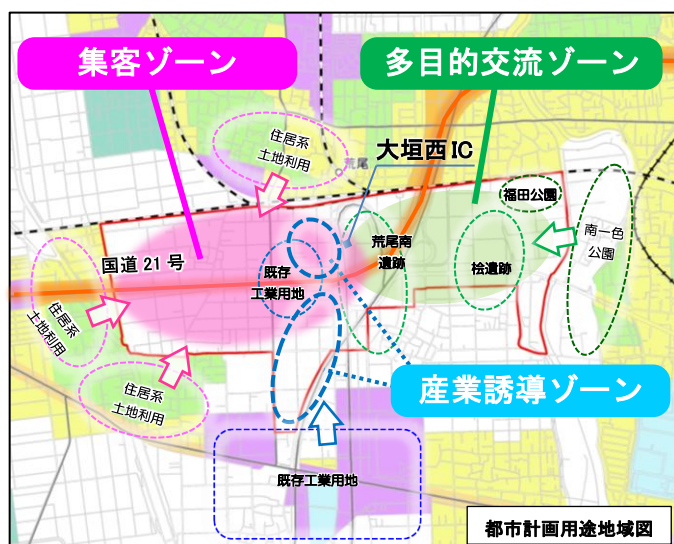 集客ゾーン
多目的交流ゾーン
住居系
土地利用
荒尾
大垣西IC
福田公園
南一色
公園
荒尾南
遺跡
桧遺跡
国道21号
既存
工業用地
住居系
土地利用
住居系
土地利用
産業誘導ゾーン
既存工業用地
都市計画用途地域図